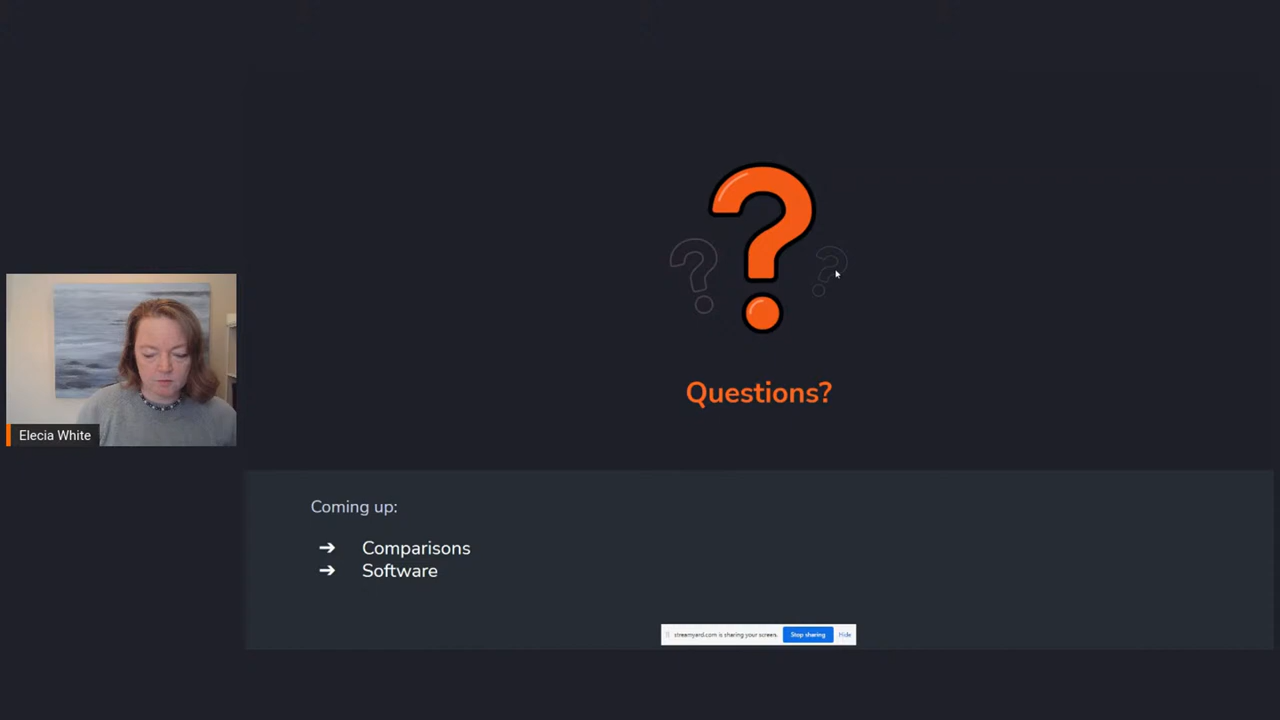 Questions?
Elecia White
Coming up:
➔ Comparisons
➔ Software
streamyard.com is sharing your screen. Stop sharing Hide